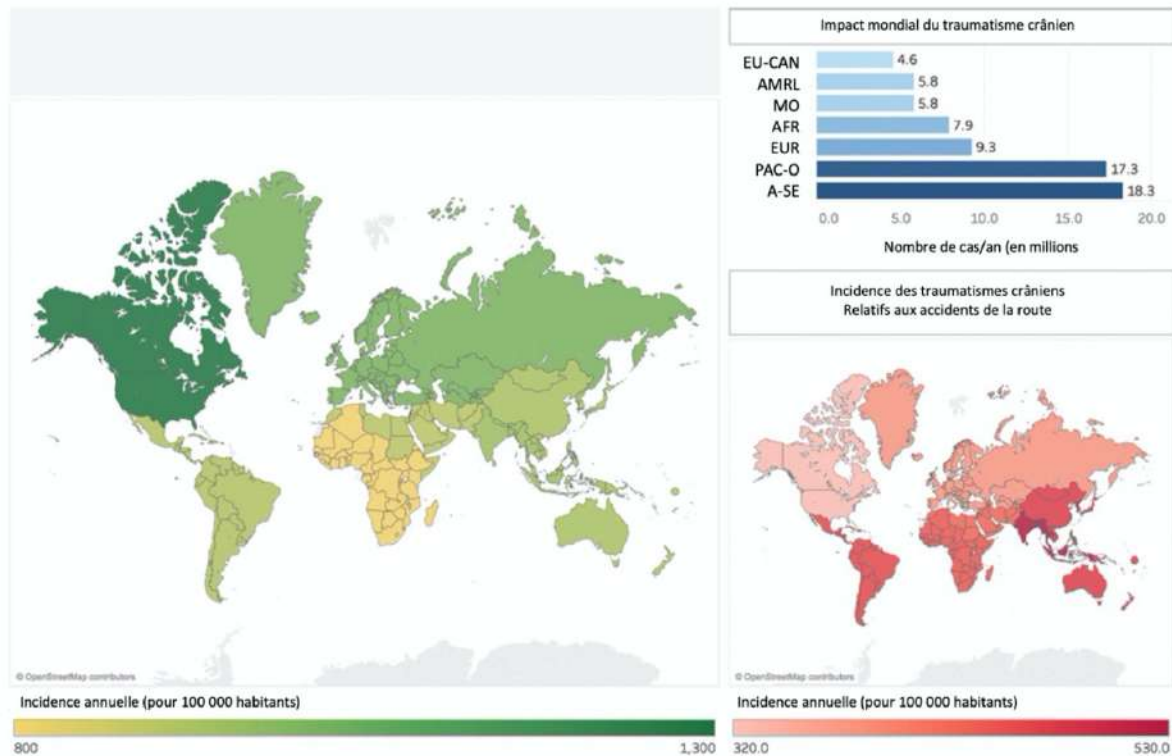 Impact mondial du traumatisme crânien
EU-CAN 4.6
AMRL 5.8
MO 5.8
AFR 7.9
EUR 9.3
PAC-O 17.3
A-SE 18.3
0.0 5.0 10.0 15.0 20.0
Nombre de cas/an (en millions
Incidence des traumatismes crâniens
Relatifs aux accidents de la route
© OpenStreetMap contributors
Incidence annuelle (pour 100 000 habitants)
800 1,300
© OpenStreetMap contributors
Incidence annuelle (pour 100 000 habitants)
320.0 530.0